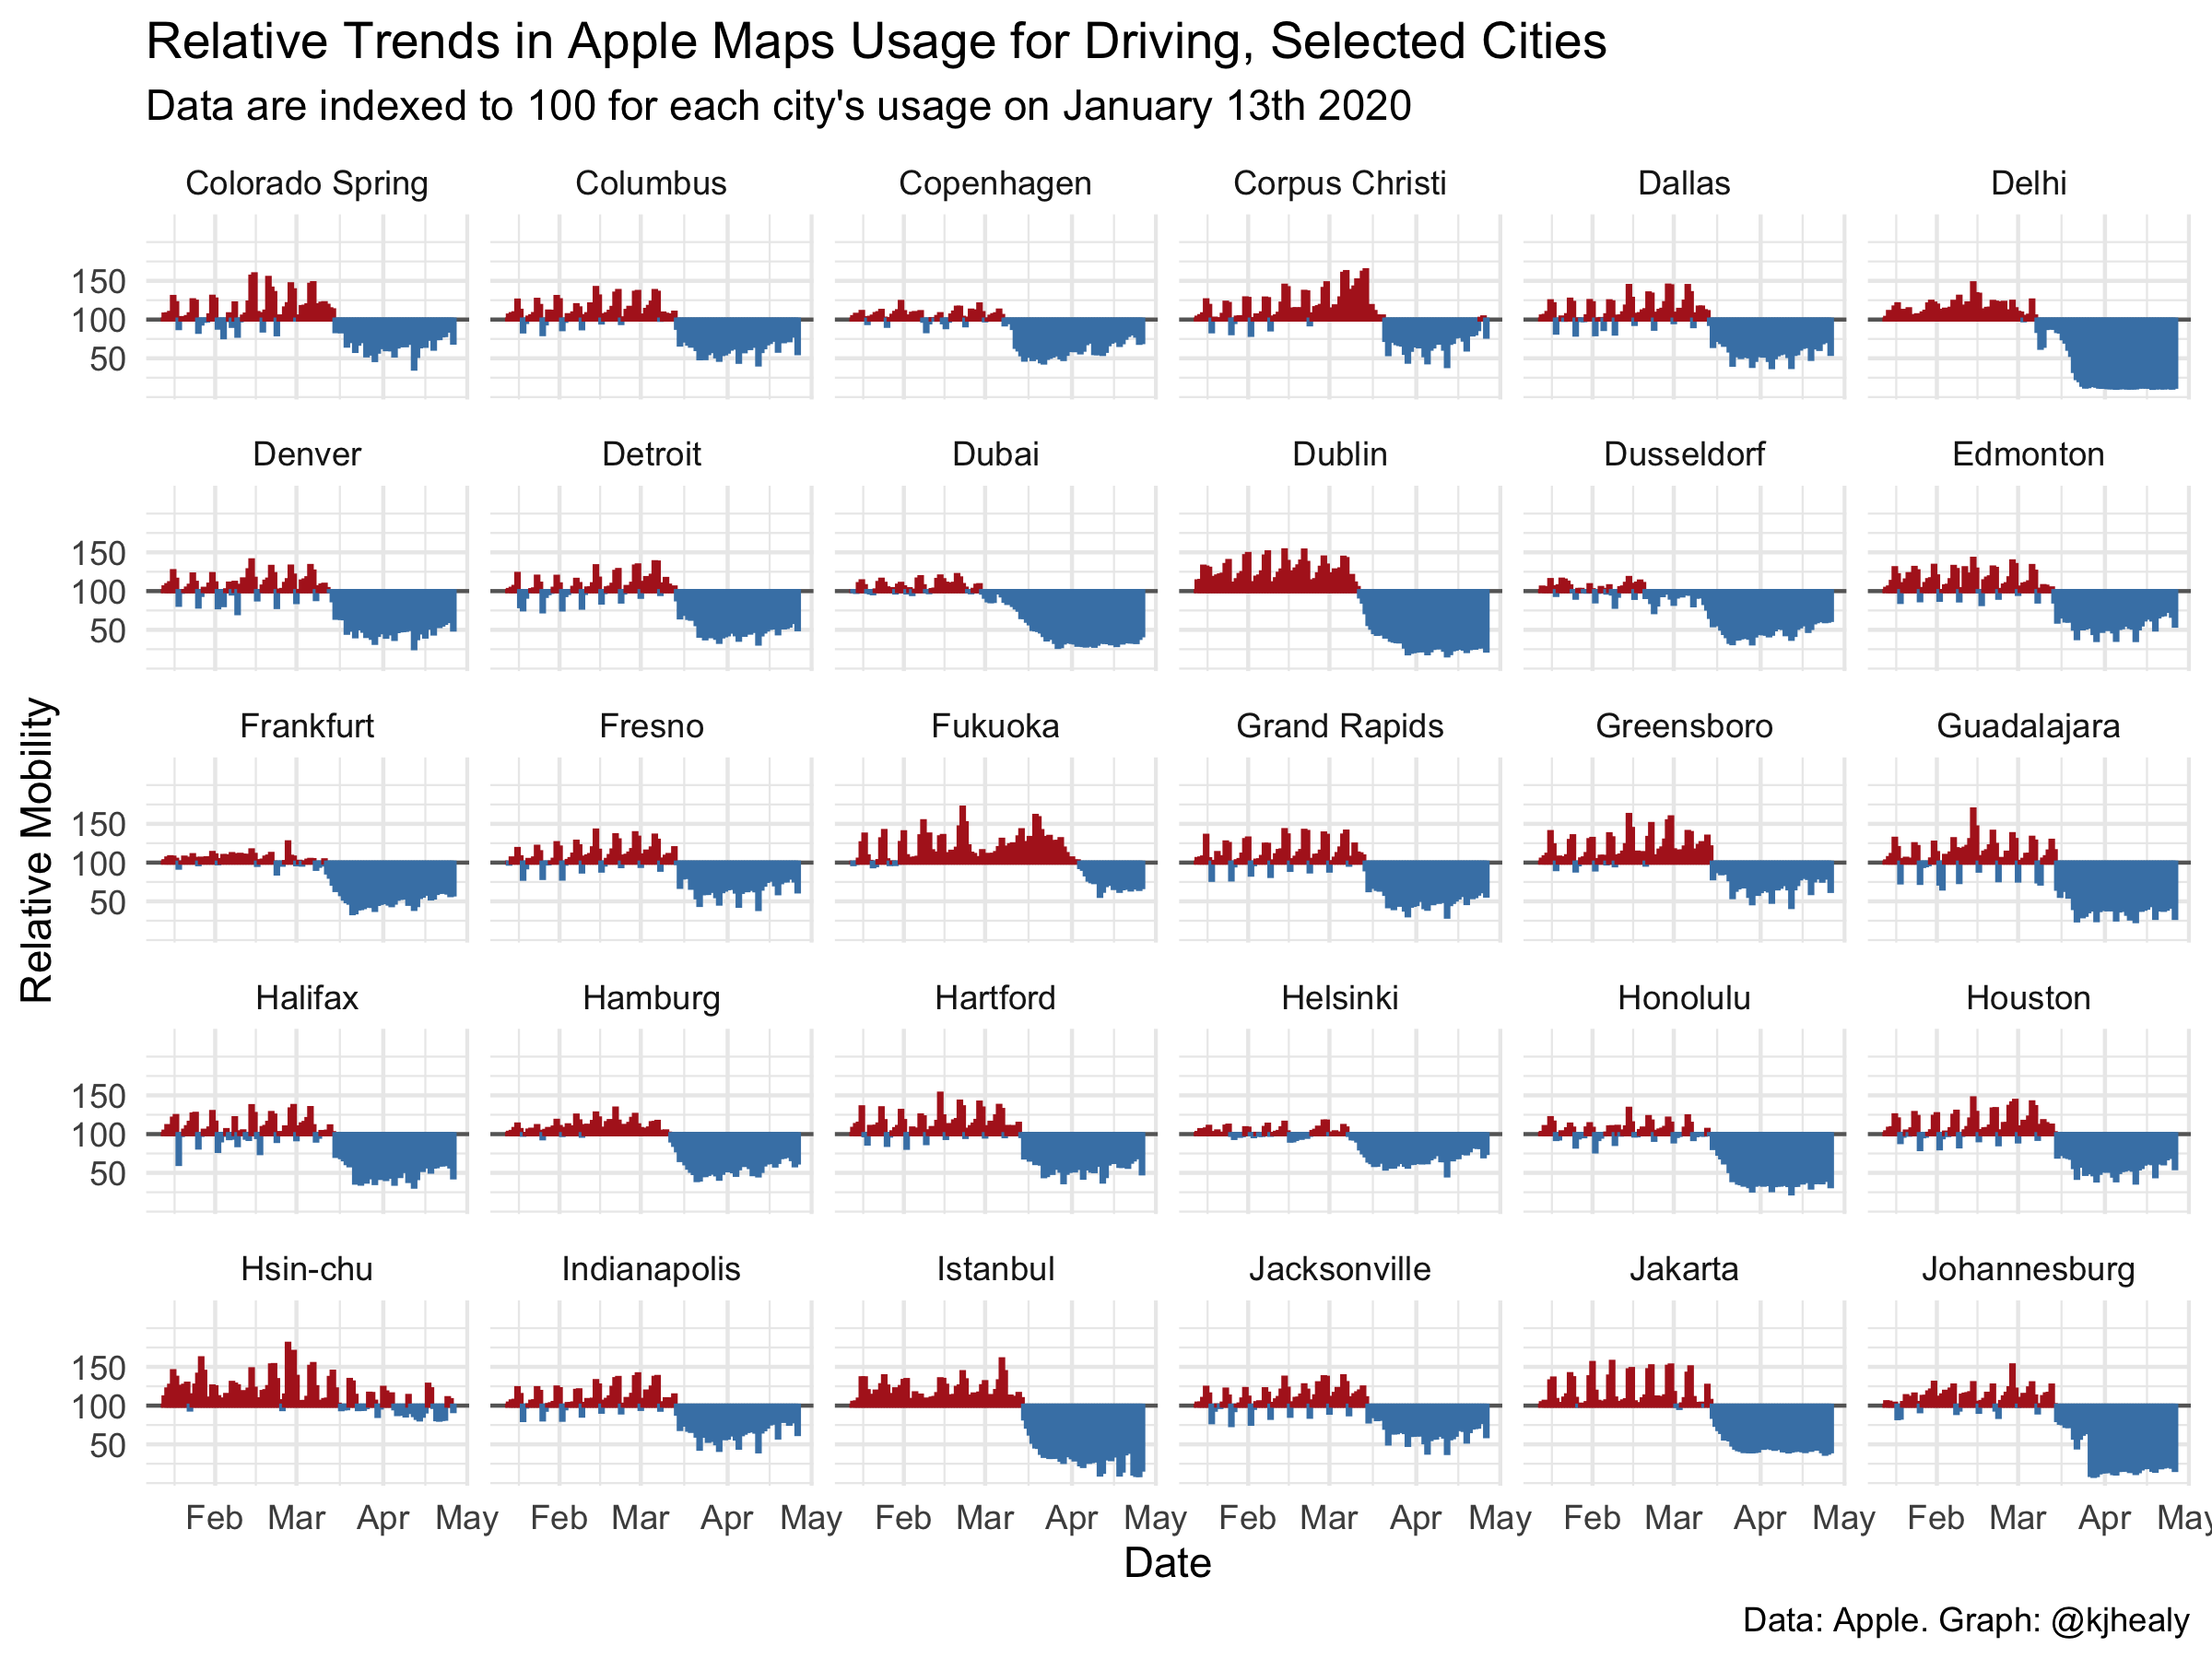 Relative Trends in Apple Maps Usage for Driving, Selected Cities
Data are indexed to 100 for each city's usage on January 13th 2020
Colorado Spring Columbus Copenhagen Corpus Christi Dallas Delhi
150
100
50
Denver Detroit Dubai Dublin Dusseldorf Edmonton
150
100
50
Relative Mobility
Frankfurt Fresno Fukuoka Grand Rapids Greensboro Guadalajara
150
100
50
Halifax Hamburg Hartford Helsinki Honolulu Houston
150
100
50
Hsin-chu Indianapolis Istanbul Jacksonville Jakarta Johannesburg
150
100
50
Feb Mar Apr May Feb Mar Apr May Feb Mar Apr May Feb Mar Apr May Feb Mar Apr May Feb Mar Apr May
Date
Data: Apple. Graph: @kjhealy